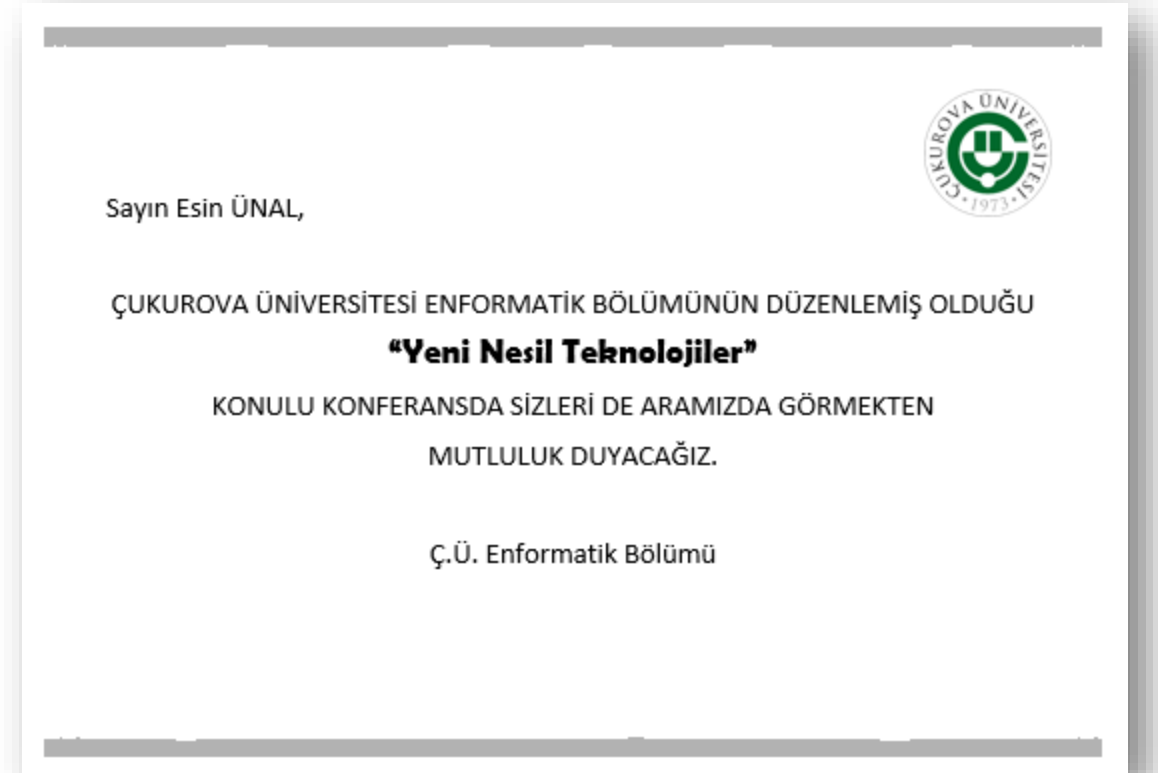 ÇUKUROVA ÜNİVERSİTESİ
·1973·
Sayın Esin ÜNAL,
ÇUKUROVA ÜNİVERSİTESİ ENFORMATİK BÖLÜMÜNÜN DÜZENLEMİŞ OLDUĞU
“Yeni Nesil Teknolojiler”
KONULU KONFERANSDA SİZLERİ DE ARAMIZDA GÖRMEKTEN
MUTLULUK DUYACAĞIZ.
Ç.Ü. Enformatik Bölümü